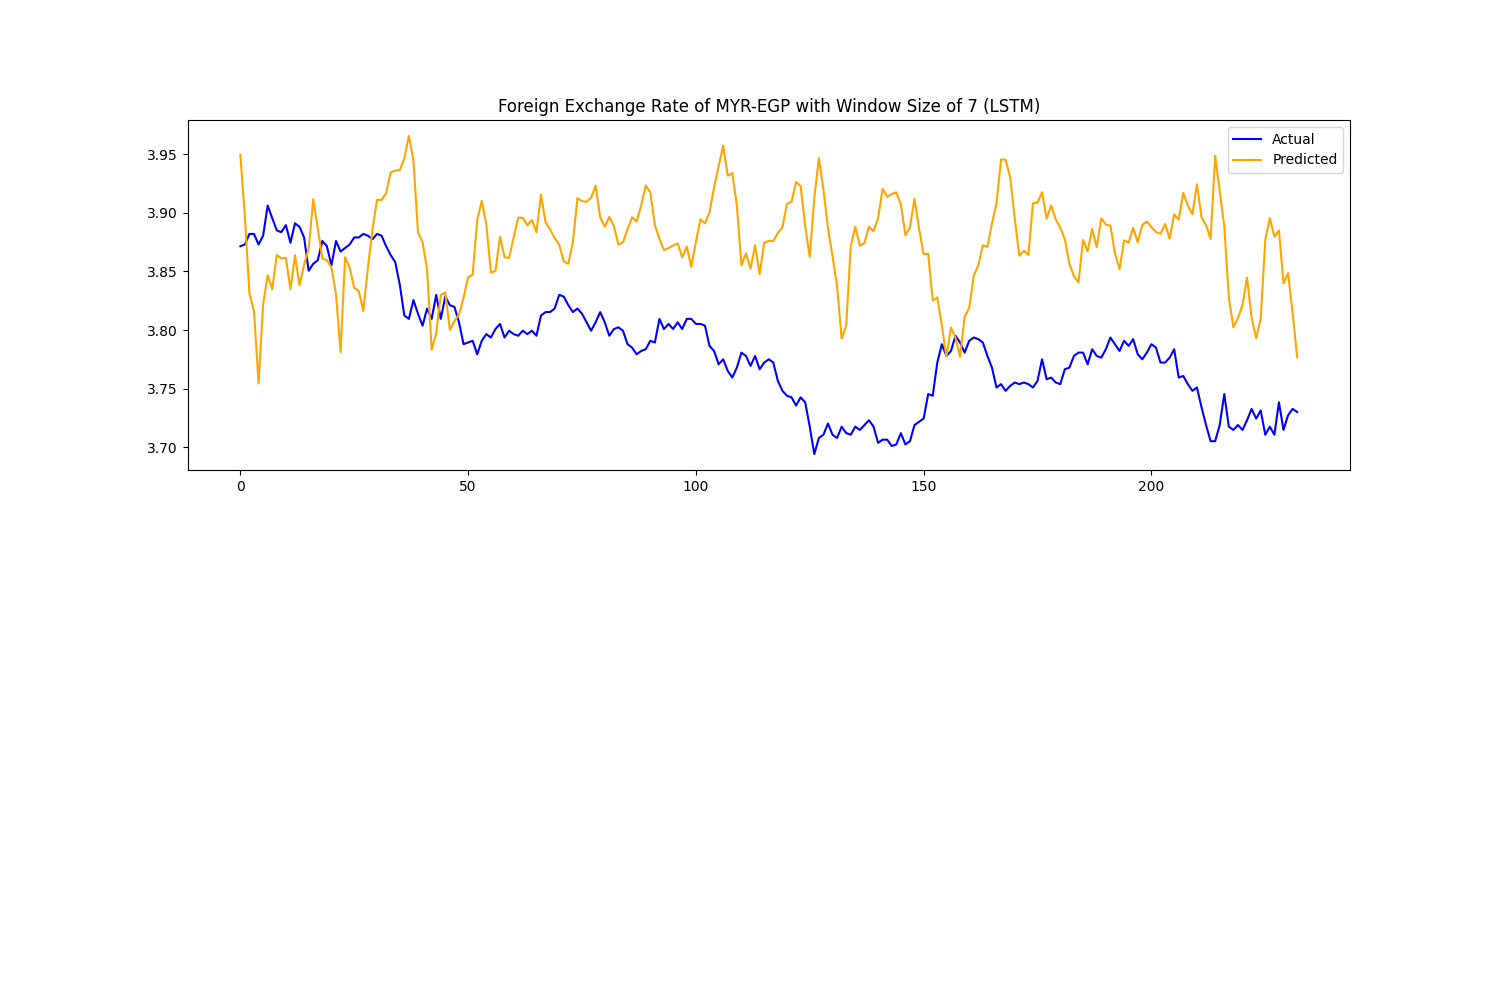 Foreign Exchange Rate of MYR-EGP with Window Size of 7 (LSTM)
Actual
Predicted
3.95
3.90
3.85
3.80
3.75
3.70
0 50 100 150 200